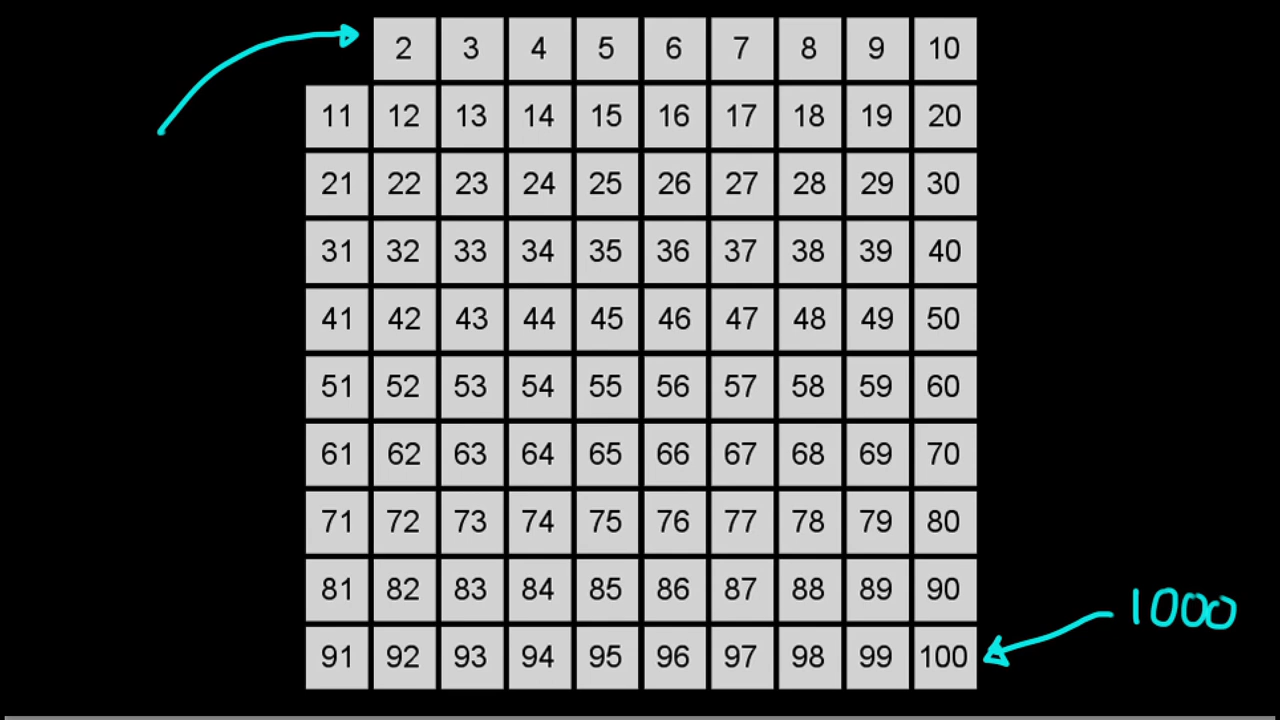 2 3 4 5 6 7 8 9 10
11 12 13 14 15 16 17 18 19 20
21 22 23 24 25 26 27 28 29 30
31 32 33 34 35 36 37 38 39 40
41 42 43 44 45 46 47 48 49 50
51 52 53 54 55 56 57 58 59 60
61 62 63 64 65 66 67 68 69 70
71 72 73 74 75 76 77 78 79 80
81 82 83 84 85 86 87 88 89 90
1000
91 92 93 94 95 96 97 98 99 100